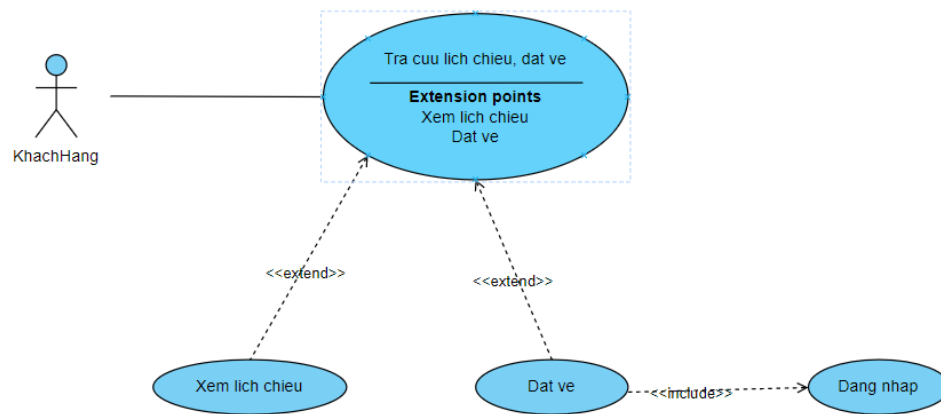 Tra cuu lich chieu, dat ve
Extension points
Xem lich chieu
Dat ve
KhachHang
<<extend>>
<<extend>>
Xem lich chieu
Dat ve
<<include>>
Dang nhap